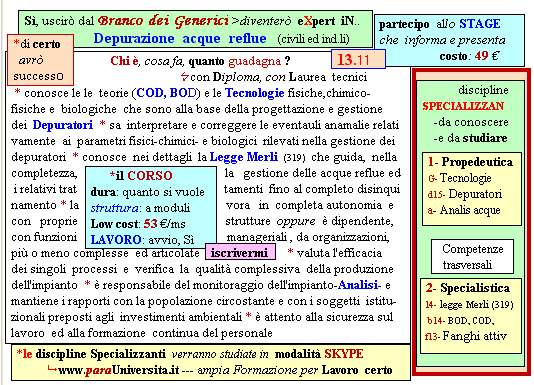 Sì, uscirò dal Branco dei Generici >diventerò eXpert iN..
Depurazione acque reflue (civili ed ind.li)
partecipo allo STAGE
che informa e presenta
costo: 49 €
*di certo
avrò
successO
Chi è, cosa fa, quanto guadagna ?
13.11
con Diploma, con Laurea tecnici
* conosce le le teorie (COD, BOD) e le Tecnologie fisiche,chimico-
fisiche e biologiche che sono alla base della progettazione e gestione
dei Depuratori * sa interpretare e correggere le eventauli anamalie relati
vamente ai parametri fisici-chimici- e biologici rilevati nella gestione dei
depuratori * conosce nei dettagli la Legge Merli (319) che guida, nella
completezza, la gestione delle acque reflue ed
i relativi trat tamenti fino al completo disinqui
namento * la vora in completa autonomia e
con proprie strutture oppure è dipendente,
con funzioni manageriali, da organizzazioni,
più o meno complesse ed articolate iscrivermi * valuta l'efficacia
dei singoli processi e verifica la qualità complessiva della produzione
dell'impianto * è responsabile del monitoraggio dell'impianto-Analisi- e
mantiene i rapporti con la popolazione circostante e con i soggetti istitu-
zionali preposti agli investimenti ambientali * è attento alla sicurezza sul
lavoro ed alla formazione continua del personale
*il CORSO
dura: quanto si vuole
struttura: a moduli
Low cost: 53 €/ms
LAVORO: avvio, Sì
discipline
SPECIALIZZAN
-da conoscere
-e da studiare
1- Propedeutica
G- Tecnologie
d15- Depuratori
a- Analis acque
Competenze
trasversali
2- Specialistica
l4- legge Merli (319)
b14- BOD, COD,
f13- Fanghi attiv
*le discipline Specializzanti verranno studiate in modalità SKYPE
www.paraUniversita.it --- ampia Formazione per Lavoro certo